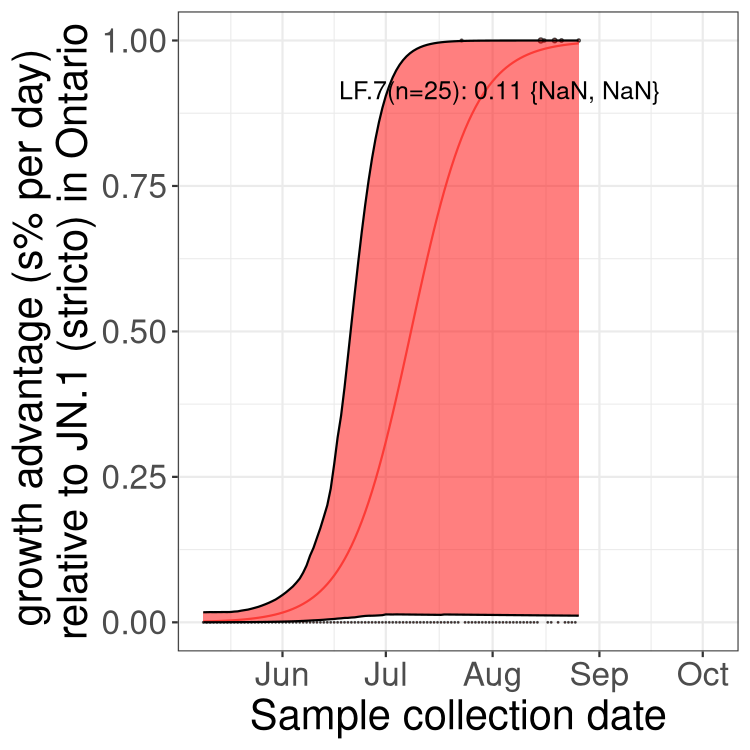 growth advantage (s% per day)
relative to JN.1 (stricto) in Ontario
1.00
0.75
0.50
0.25
0.00
LF.7(n=25): 0.11 {NaN, NaN}
Jun Jul Aug Sep Oct
Sample collection date